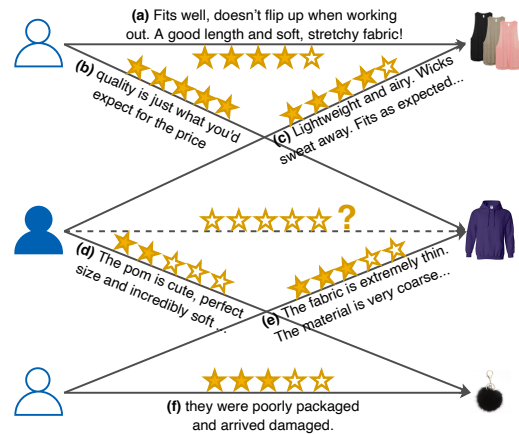 (a) Fits well, doesn't flip up when working
out. A good length and soft, stretchy fabric!
(b) quality is just what you'd
expect for the price
(c) Lightweight and airy. Wicks
sweat away. Fits as expected...
?
(d) The pom is cute, perfect
size and incredibly soft ...
(e) The fabric is extremely thin.
The material is very coarse...
(f) they were poorly packaged
and arrived damaged.